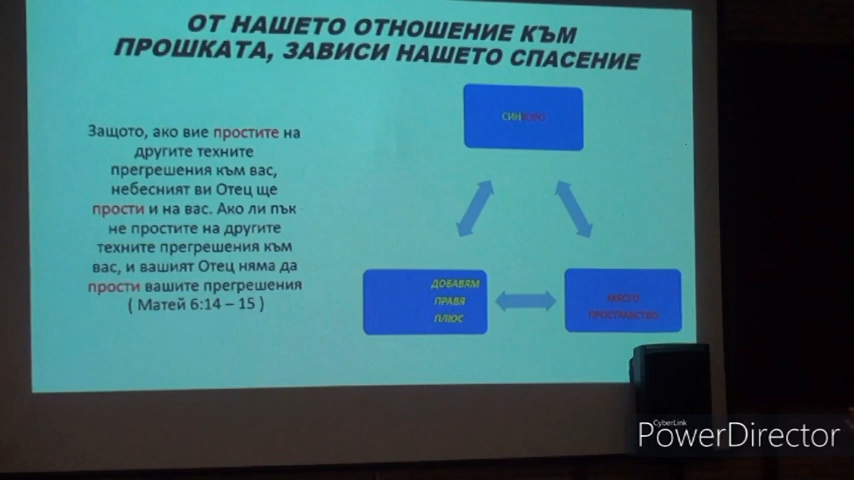 ОТ НАШЕТО ОТНОШЕНИЕ КЪМ
ПРОШКАТА, ЗАВИСИ НАШЕТО СПАСЕНИЕ
Защото, ако вие простите на
другите техните
прегрешения към вас,
небесният ви Отец ще
прости и на вас. Ако ли пък
не простите на другите
техните прегрешения към
вас, и вашият Отец няма да
прости вашите прегрешения
( Матей 6:14 – 15 )
СИНХОРО
ДОБАВЯМ
ПРАВЯ
ПЛЮС
МЯСТО
ПРОСТРАНСТВО
CyberLink
PowerDirector